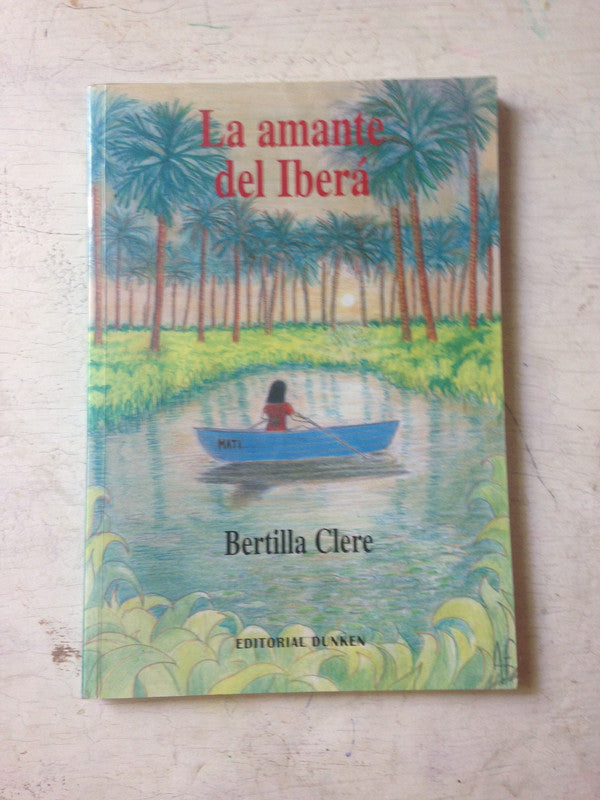 La amante
del Iberá
MATI
Bertilla Clere
EDITORIAL DUNKEN